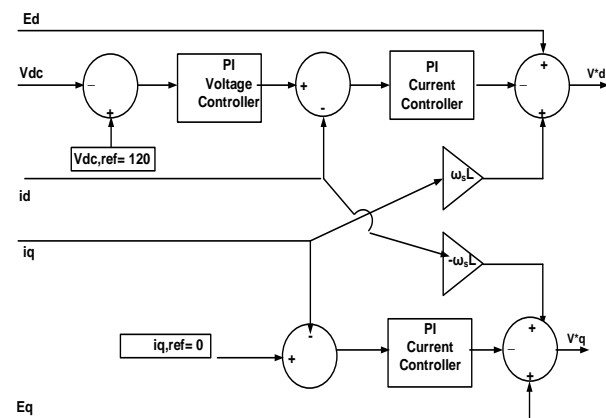 Ed
Vdc
−
+
PI
Voltage
Controller
+
-
PI
Current
Controller
+
−
+
V*d
Vdc,ref= 120
id
ωsL
iq
-ωsL
-
iq,ref= 0
+
PI
Current
Controller
+
−
+
V*q
Eq